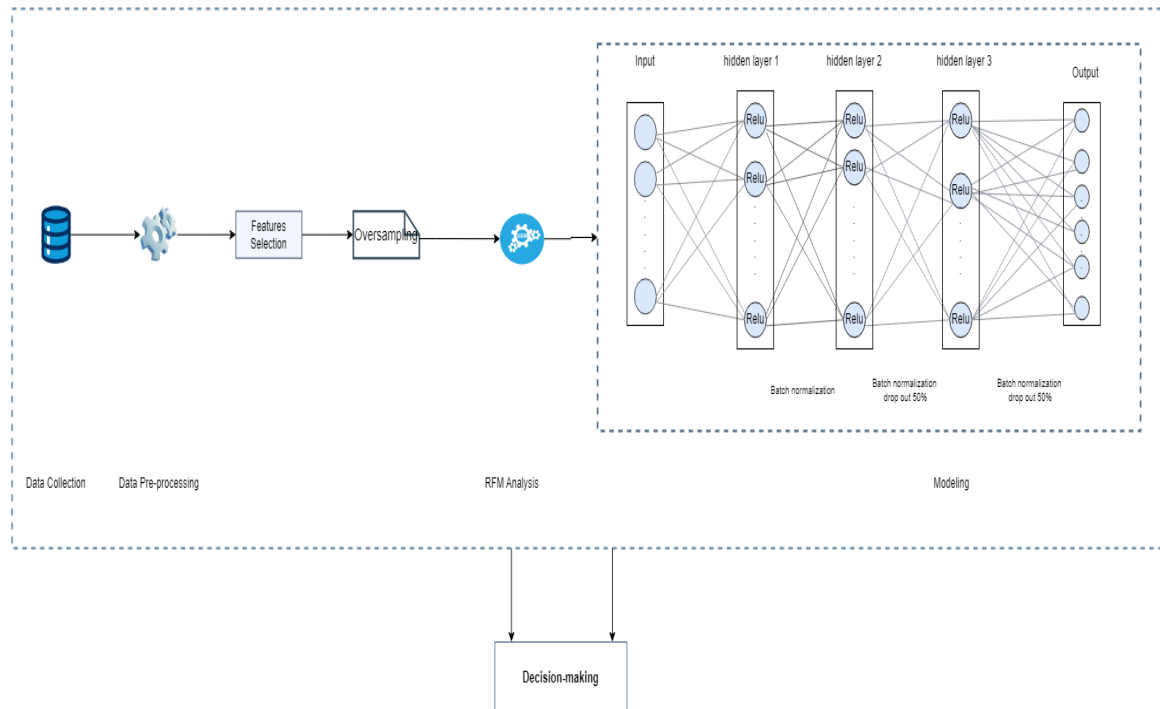 Input
hidden layer 1
hidden layer 2
hidden layer 3
Output
Relu
Relu
Relu
Relu
Relu
Relu
Relu
Relu
Relu
Features
Selection
Oversampling
Batch normalization
Batch normalization
drop out 50%
Batch normalization
drop out 50%
Data Collection
Data Pre-processing
RFM Analysis
Modeling
Decision-making